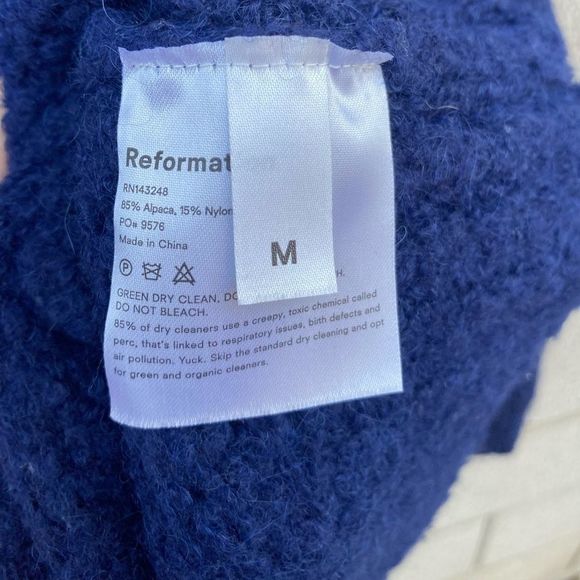 Reformat
M
RN143248
85% Alpaca, 15% Nylon
PO# 9576
Made in China
GREEN DRY CLEAN. DO H.
DO NOT BLEACH.
85% of dry cleaners use a creepy, toxic chemical called
perc, that's linked to respiratory issues, birth defects and
air pollution. Yuck. Skip the standard dry cleaning and opt
for green and organic cleaners.